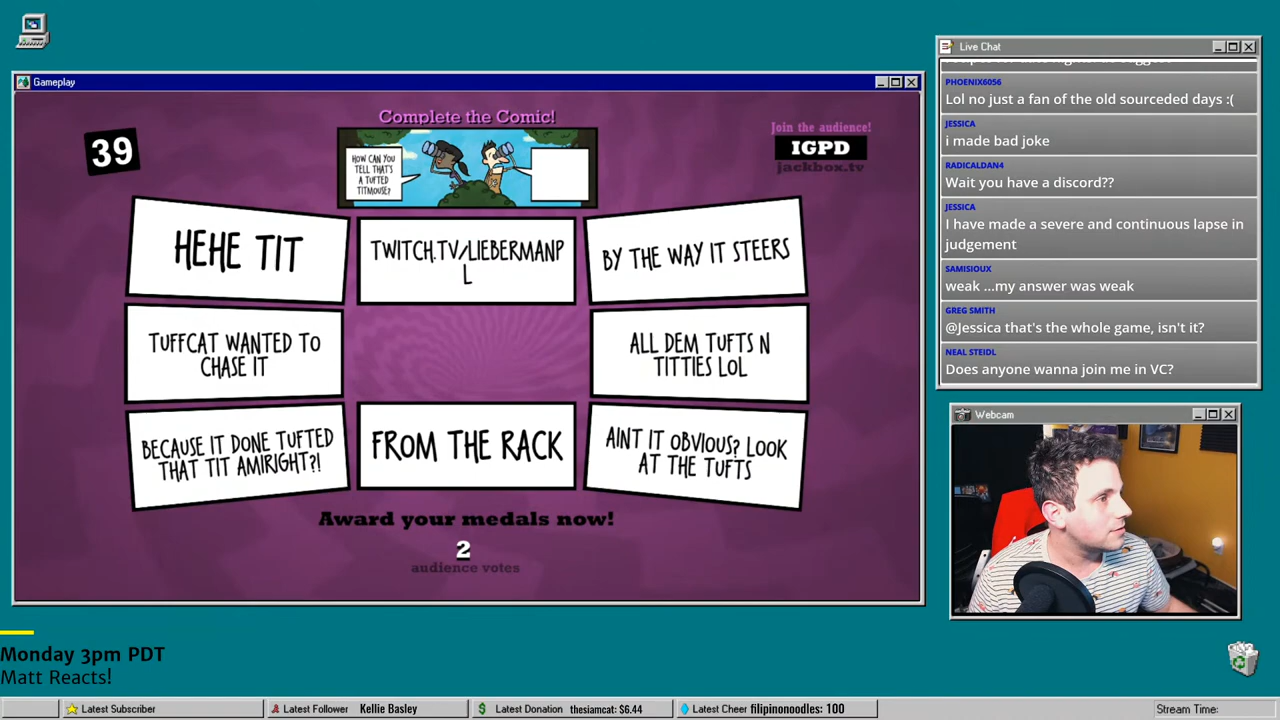 Gameplay
Complete the Comic!
39
HOW CAN YOU
TELL THAT'S
A TUFTED
TITMOUSE?
Join the audience!
IGPD
jackbox.tv
HEHE TIT
TWITCH.TV/LIEBERMANP
L
BY THE WAY IT STEERS
TUFFCAT WANTED TO
CHASE IT
ALL DEM TUFTS N
TITTIES LOL
BECAUSE IT DONE TUFTED
THAT TIT AMIRIGHT?!
FROM THE RACK
AINT IT OBVIOUS? LOOK
AT THE TUFTS
Award your medals now!
2
audience votes
Live Chat
PHOENIX6056
Lol no just a fan of the old sourceded days :(
JESSICA
i made bad joke
RADICALDAN4
Wait you have a discord??
JESSICA
I have made a severe and continuous lapse in
judgement
SAMISIOUX
weak ...my answer was weak
GREG SMITH
@Jessica that's the whole game, isn't it?
NEAL STEIDL
Does anyone wanna join me in VC?
Webcam
Monday 3pm PDT
Matt Reacts!
Latest Subscriber
Latest Follower Kellie Basley
Latest Donation thesiamcat: $6.44
Latest Cheer filipinonoodles: 100
Stream Time: